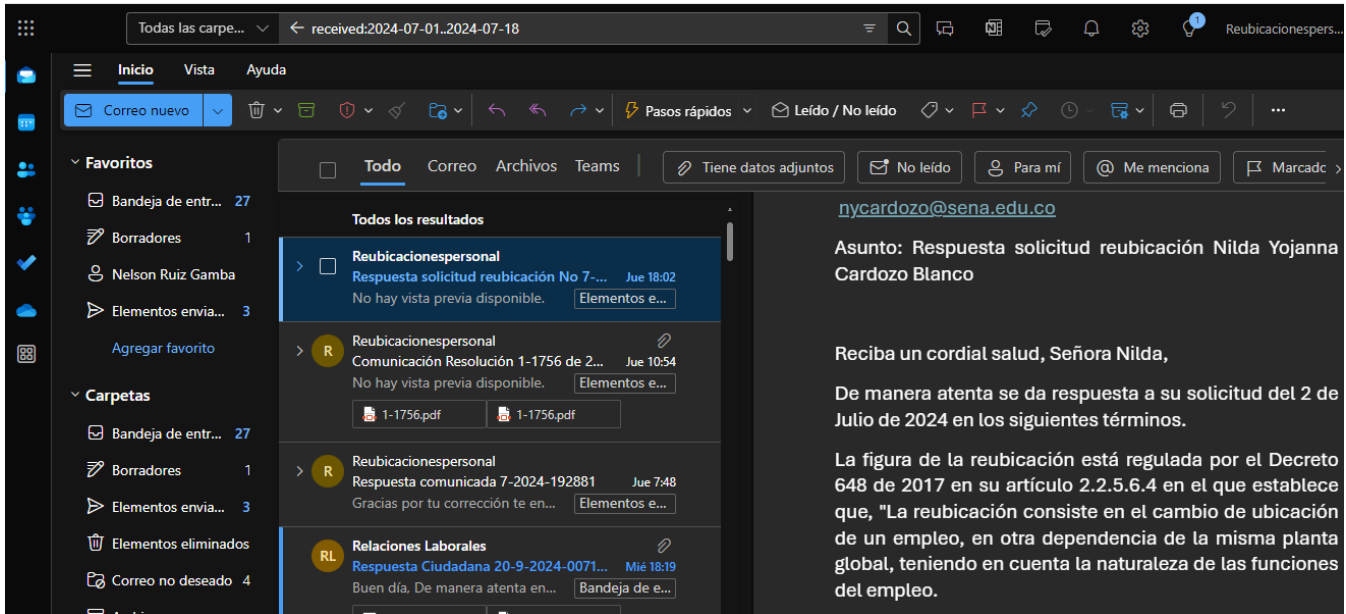 Todas las carpe...
received:2024-07-01..2024-07-18
1
Reubicacionespers...
Inicio Vista Ayuda
Correo nuevo
Pasos rápidos
Leído / No leído
...
Favoritos
Bandeja de entr... 27
Borradores 1
Nelson Ruiz Gamba
Elementos envia... 3
Agregar favorito
Carpetas
Bandeja de entr... 27
Borradores 1
Elementos envia... 3
Elementos eliminados
Correo no deseado 4
Todo Correo Archivos Teams
Tiene datos adjuntos
No leído
Para mí
Me menciona
Marcadc
Todos los resultados
Reubicacionespersonal
Respuesta solicitud reubicación No 7-... Jue 18:02
No hay vista previa disponible. Elementos e...
R
Reubicacionespersonal
Comunicación Resolución 1-1756 de 2... Jue 10:54
No hay vista previa disponible. Elementos e...
1-1756.pdf 1-1756.pdf
R
Reubicacionespersonal
Respuesta comunicada 7-2024-192881 Jue 7:48
Gracias por tu corrección te en... Elementos e...
RL
Relaciones Laborales
Respuesta Ciudadana 20-9-2024-0071... Mié 18:19
Buen día, De manera atenta en... Bandeja de e...
nycardozo@sena.edu.co
Asunto: Respuesta solicitud reubicación Nilda Yojanna
Cardozo Blanco
Reciba un cordial salud, Señora Nilda,
De manera atenta se da respuesta a su solicitud del 2 de
Julio de 2024 en los siguientes términos.
La figura de la reubicación está regulada por el Decreto
648 de 2017 en su artículo 2.2.5.6.4 en el que establece
que, "La reubicación consiste en el cambio de ubicación
de un empleo, en otra dependencia de la misma planta
global, teniendo en cuenta la naturaleza de las funciones
del empleo.